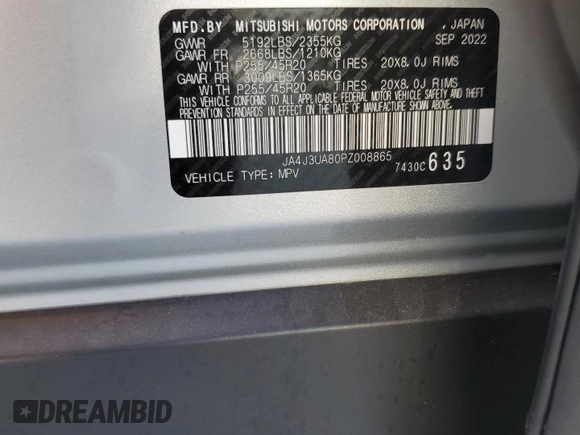 MFD.BY MITSUBISHI MOTORS CORPORATION , JAPAN
GVWR 5192LBS/2355KG SEP 2022
GAWR FR 2668LBS/1210KG
WITH P255/45R20 TIRES 20X8.0J RIMS
GAWR RR 3009LBS/1365KG
WITH P255/45R20 TIRES 20X8.0J RIMS
THIS VEHICLE CONFORMS TO ALL APPLICABLE FEDERAL MOTOR VEHICLE SAFETY AND THEFT
PREVENTION STANDARDS IN EFFECT ON THE DATE OF MANUFACTURE SHOWN ABOVE.
JA4J3UA80PZ008865
7430C635
VEHICLE TYPE: MPV
DREAMBID